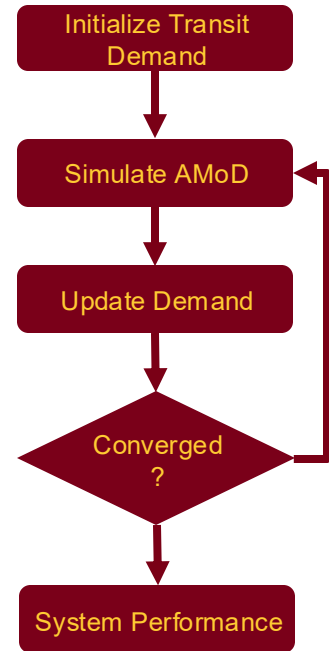 Initialize Transit
Demand
Simulate AMoD
Update Demand
Converged
?
System Performance